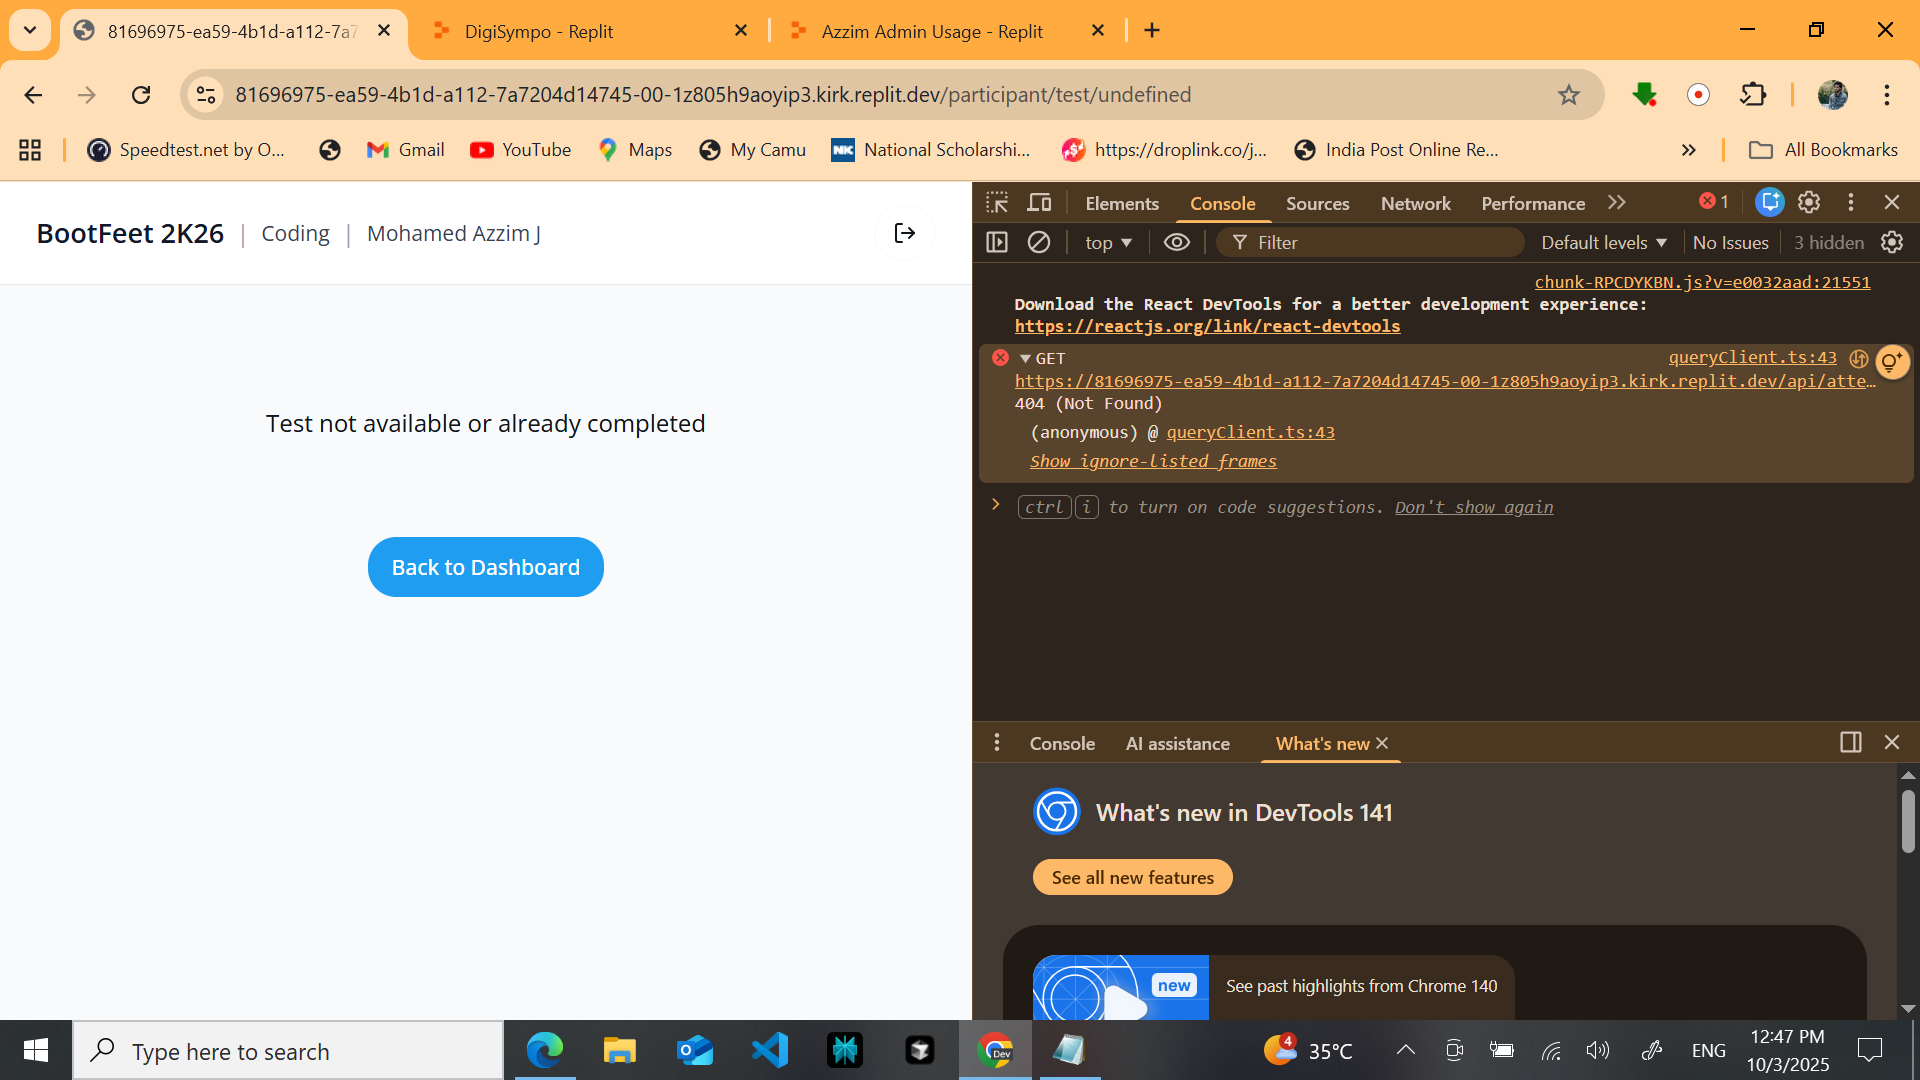 81696975-ea59-4b1d-a112-7a7
DigiSympo - Replit
Azzim Admin Usage - Replit
81696975-ea59-4b1d-a112-7a7204d14745-00-1z805h9aoyip3.kirk.replit.dev/participant/test/undefined
Speedtest.net by O...
Gmail
YouTube
Maps
My Camu
NK
National Scholarshi...
https://droplink.co/j...
India Post Online Re...
All Bookmarks
BootFeet 2K26 | Coding | Mohamed Azzim J
Test not available or already completed
Back to Dashboard
Elements
Console
Sources
Network
Performance
1
top
Filter
Default levels
No Issues
3 hidden
chunk-RPCDYKBN.js?v=e0032aad:21551
Download the React DevTools for a better development experience:
https://reactjs.org/link/react-devtools
GET
queryClient.ts:43
https://81696975-ea59-4b1d-a112-7a7204d14745-00-1z805h9aoyip3.kirk.replit.dev/api/atte…
404 (Not Found)
(anonymous) @ queryClient.ts:43
Show ignore-listed frames
ctrl i to turn on code suggestions. Don't show again
Console
AI assistance
What's new
What's new in DevTools 141
See all new features
new
See past highlights from Chrome 140
Type here to search
Dev
4
35°C
ENG
12:47 PM
10/3/2025